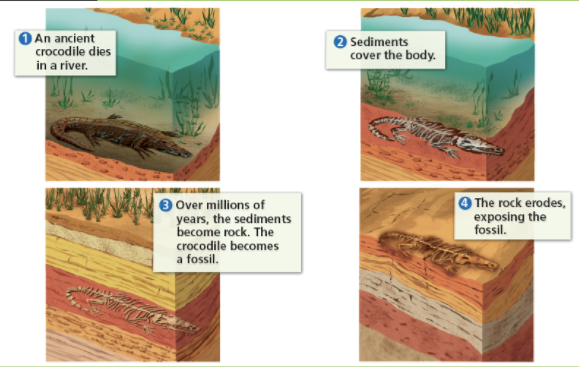 1 An ancient
crocodile dies
in a river.
2 Sediments
cover the body.
3 Over millions of
years, the sediments
become rock. The
crocodile becomes
a fossil.
4 The rock erodes,
exposing the
fossil.